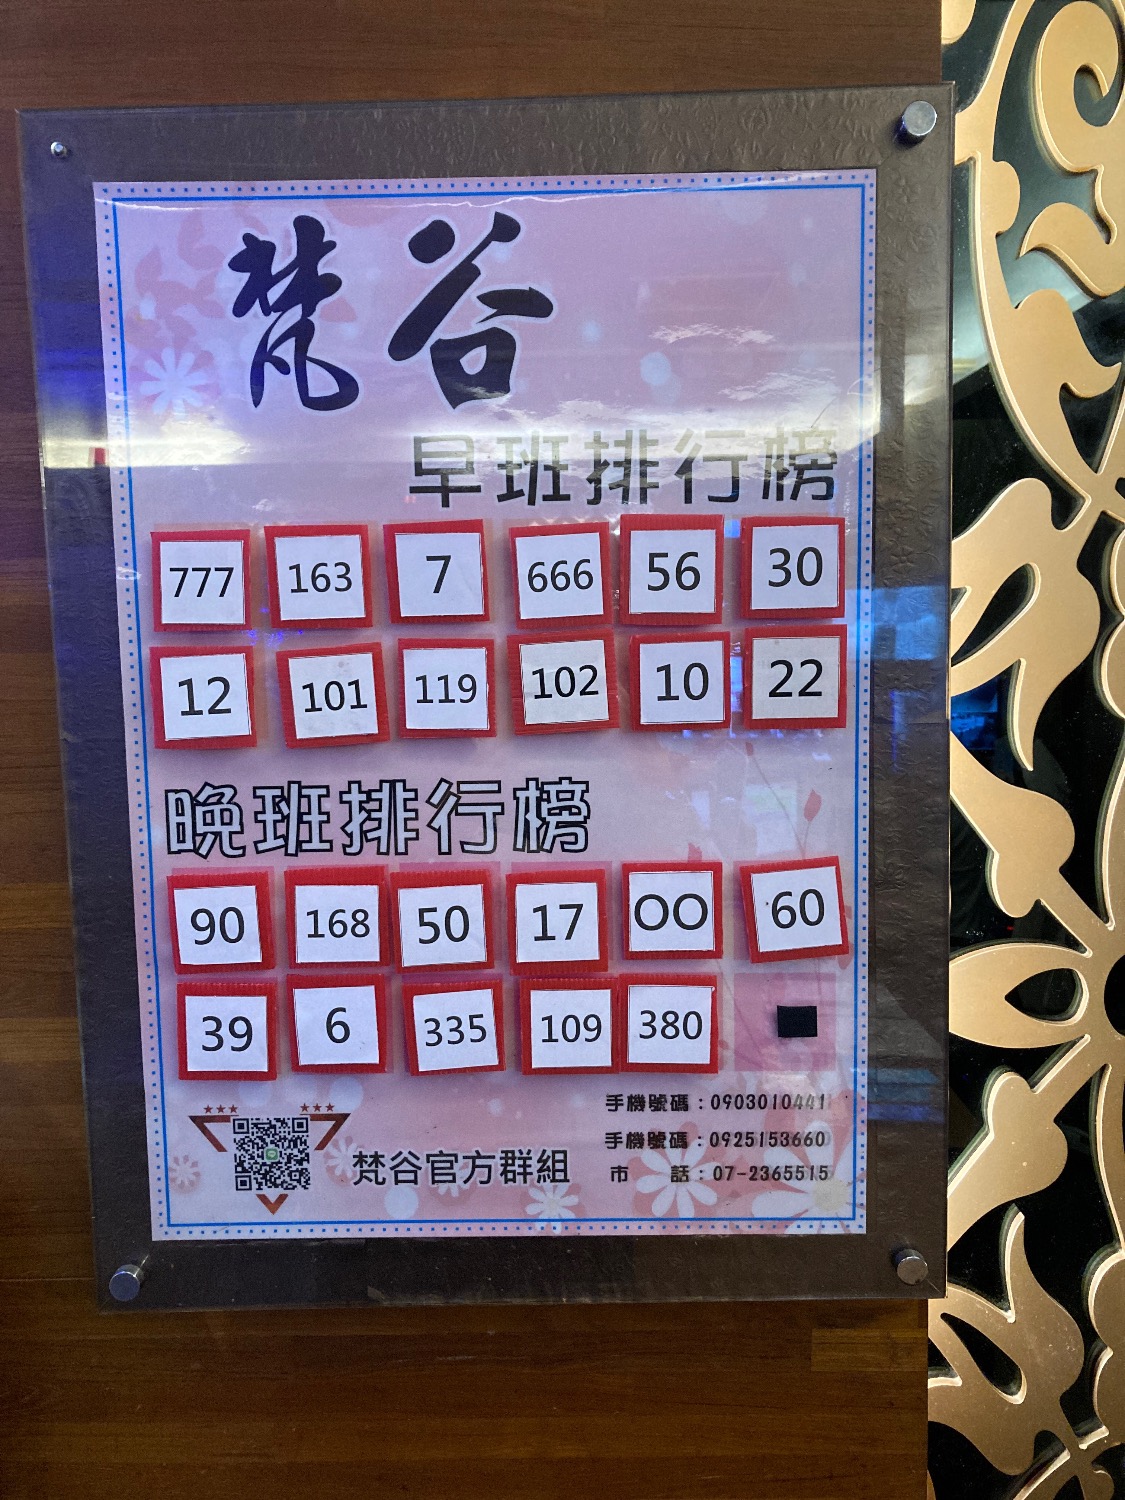 梵谷
早班排行榜
777 163 7 666 56 30
12 101 119 102 10 22
晚班排行榜
90 168 50 17 OO 60
39 6 335 109 380
手機號碼：0903010441
手機號碼：0925153660
市　話：07-2365515
梵谷官方群組